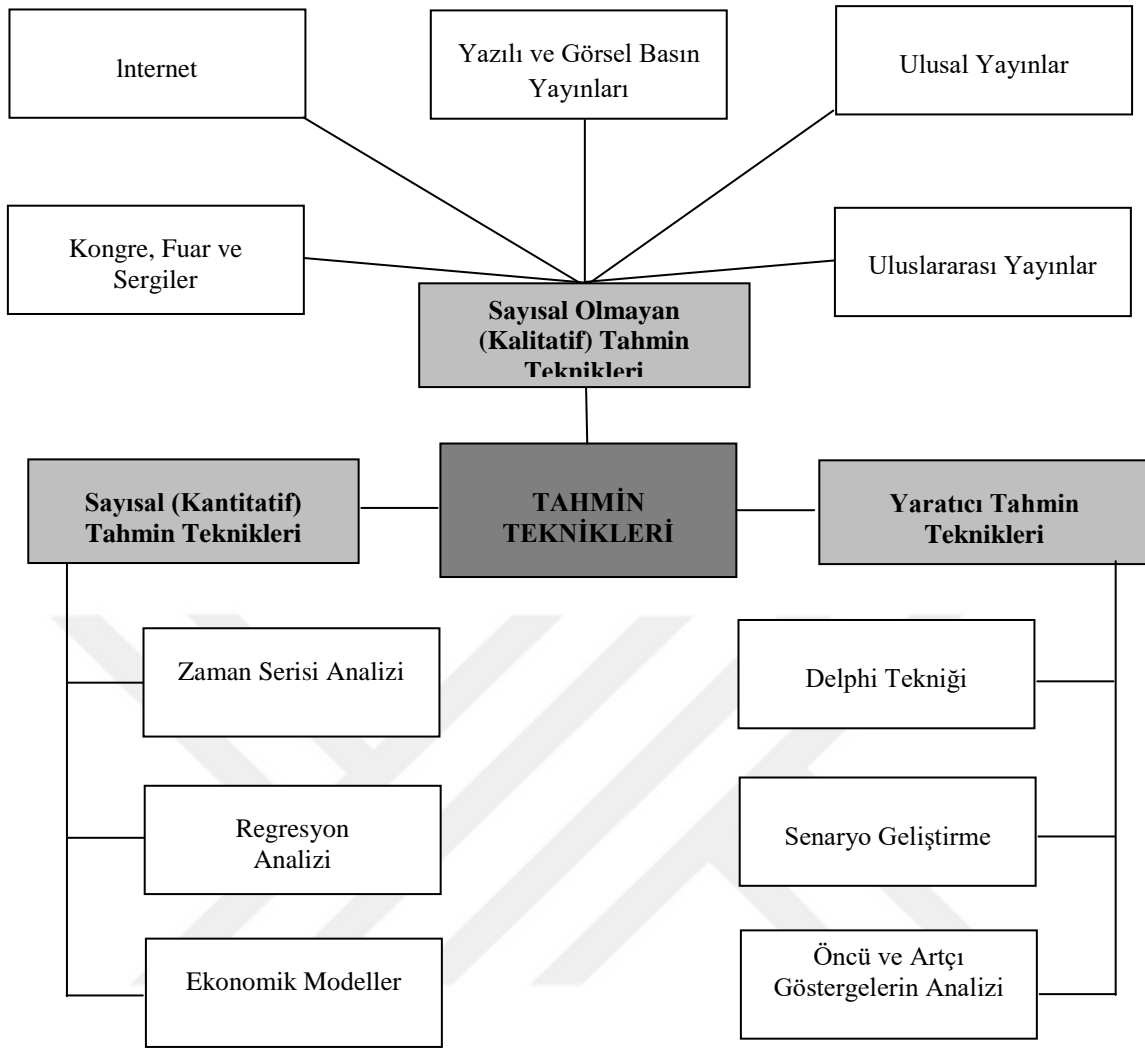 lnternet
Yazılı ve Görsel Basın
Yayınları
Ulusal Yayınlar
Kongre, Fuar ve
Sergiler
Uluslararası Yayınlar
Sayısal Olmayan
(Kalitatif) Tahmin
Teknikleri
Sayısal (Kantitatif)
Tahmin Teknikleri
TAHMİN
TEKNİKLERİ
Yaratıcı Tahmin
Teknikleri
Zaman Serisi Analizi
Delphi Tekniği
Regresyon
Analizi
Senaryo Geliştirme
Ekonomik Modeller
Öncü ve Artçı
Göstergelerin Analizi